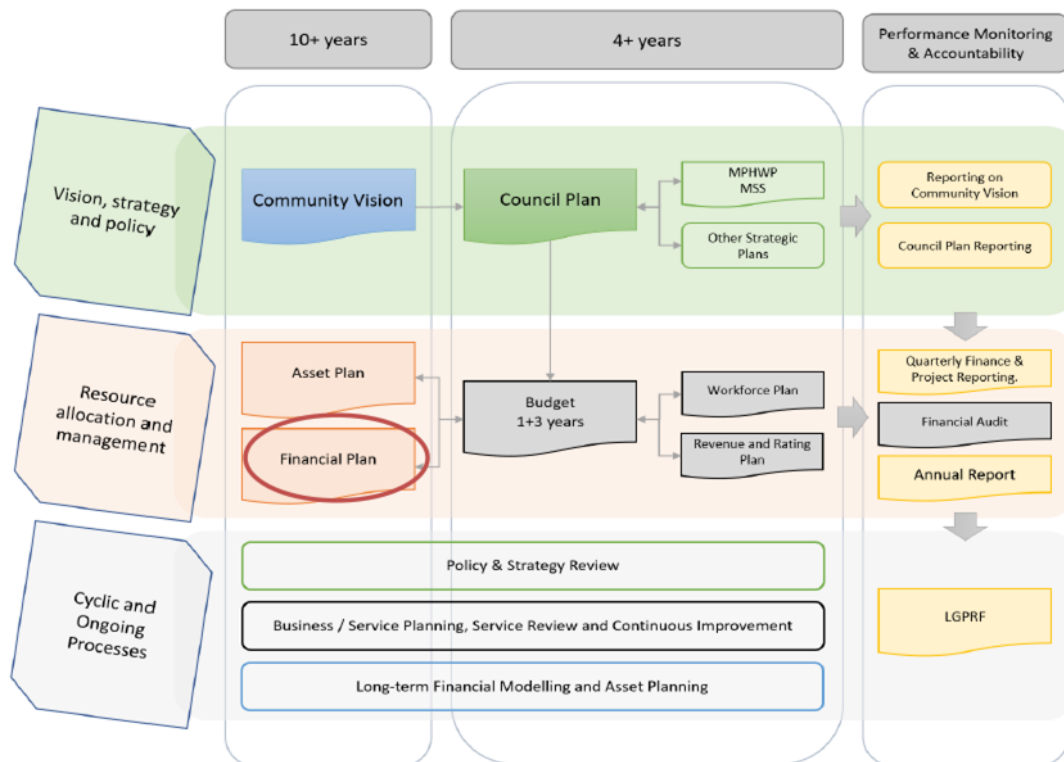 10+ years
4+ years
Performance Monitoring
& Accountability
Vision, strategy
and policy
Community Vision
Council Plan
MPHWP
MSS
Other Strategic
Plans
Reporting on
Community Vision
Council Plan Reporting
Resource
allocation and
management
Asset Plan
Financial Plan
Budget
1+3 years
Workforce Plan
Revenue and Rating
Plan
Quarterly Finance &
Project Reporting.
Financial Audit
Annual Report
Cyclic and
Ongoing
Processes
Policy & Strategy Review
Business / Service Planning, Service Review and Continuous Improvement
Long-term Financial Modelling and Asset Planning
LGPRF